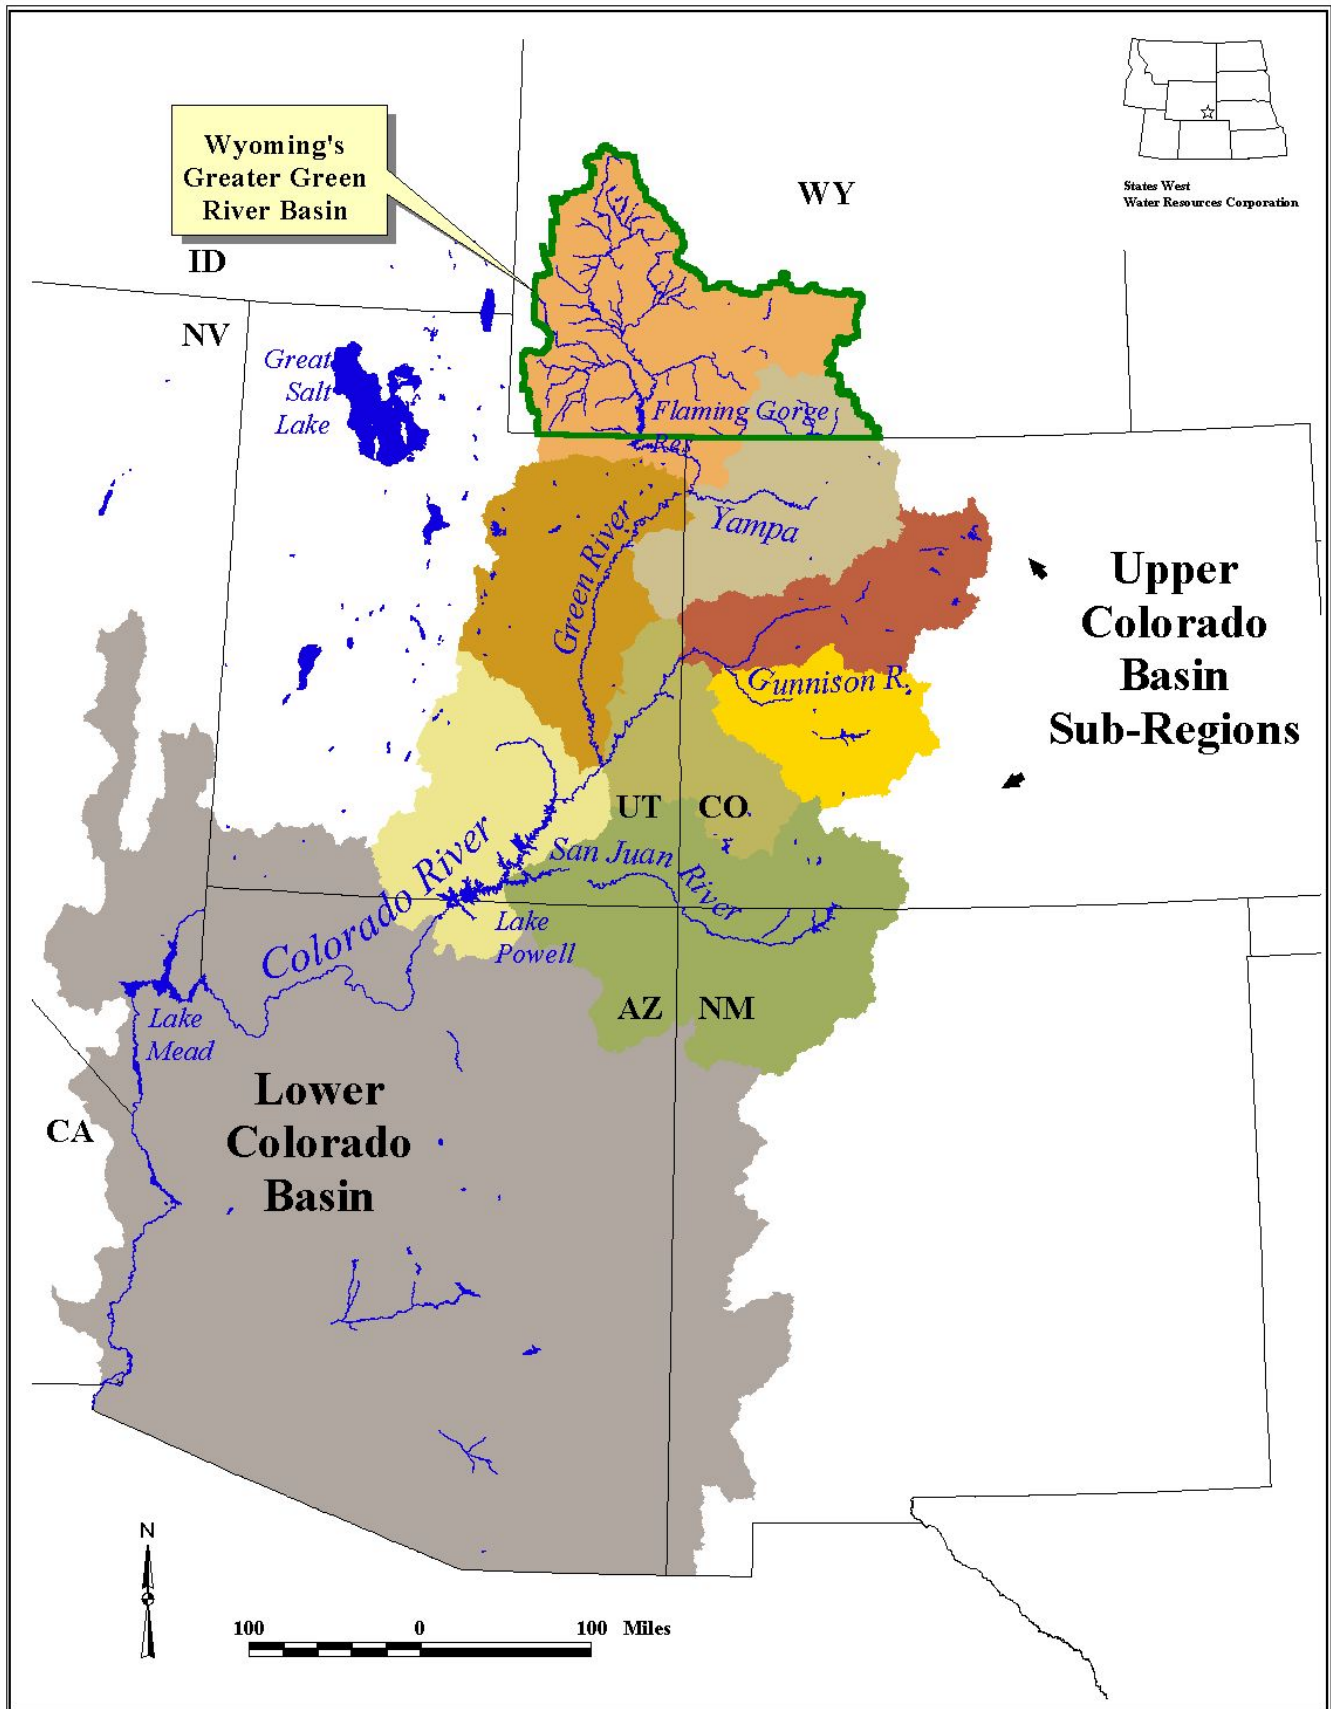 Wyoming's
Greater Green
River Basin
WY
States West
Water Resources Corporation
ID
NV
Great
Salt
Lake
Flaming Gorge
Res
Green River
Yampa
Upper
Colorado
Basin
Sub-Regions
Gunnison R.
UT
CO
Colorado River
San Juan
River
Lake
Powell
AZ
NM
Lake
Mead
Lower
Colorado
Basin
CA
N
100 0 100 Miles